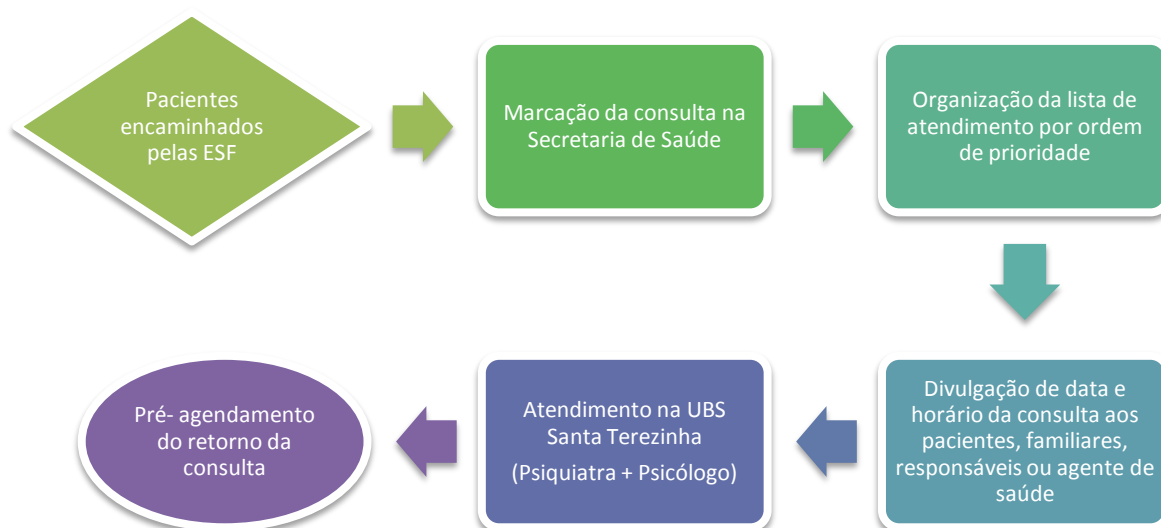 Pacientes
encaminhados
pelas ESF
Marcação da consulta na
Secretaria de Saúde
Organização da lista de
atendimento por ordem
de prioridade
Divulgação de data e
horário da consulta aos
pacientes, familiares,
responsáveis ou agente de
saúde
Atendimento na UBS
Santa Terezinha
(Psiquiatra + Psicólogo)
Pré- agendamento
do retorno da
consulta